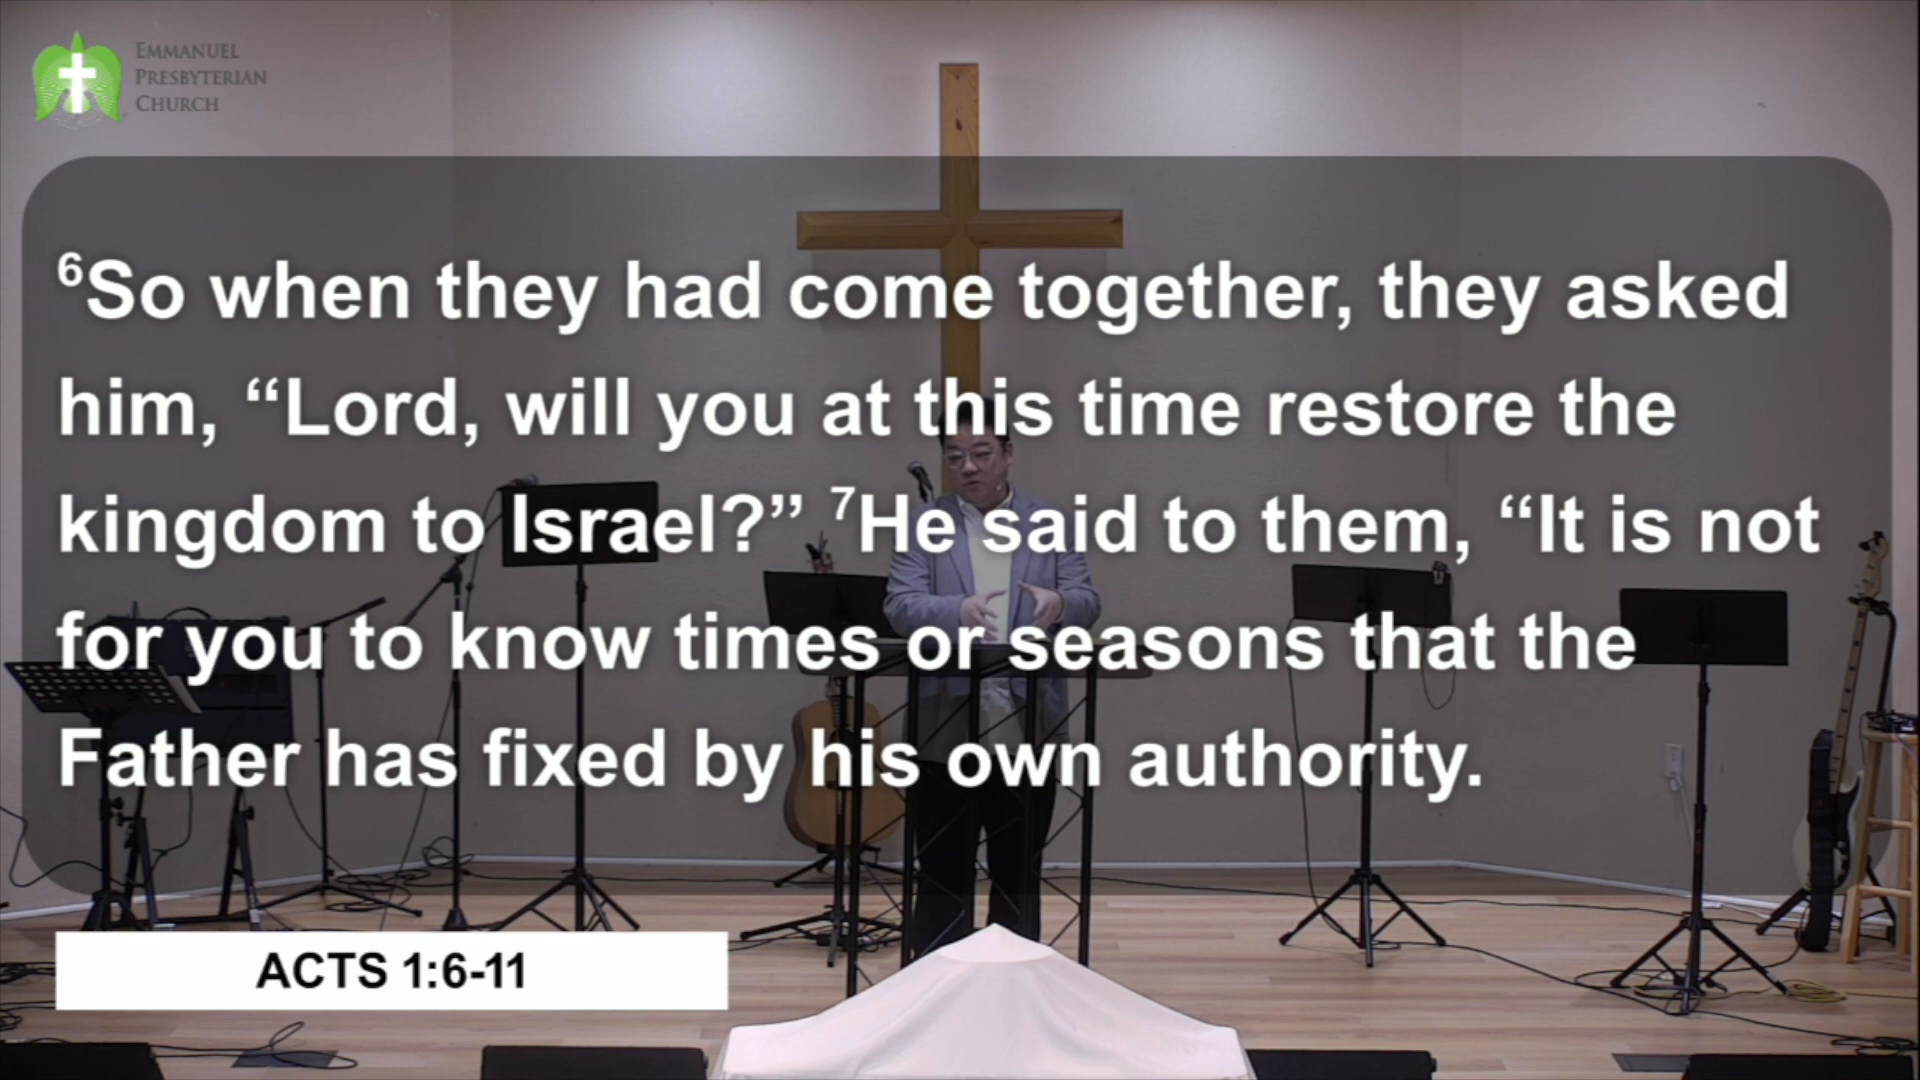 EMMANUEL
PRESBYTERIAN
CHURCH
⁶So when they had come together, they asked
him, “Lord, will you at this time restore the
kingdom to Israel?” ⁷He said to them, “It is not
for you to know times or seasons that the
Father has fixed by his own authority.
ACTS 1:6-11